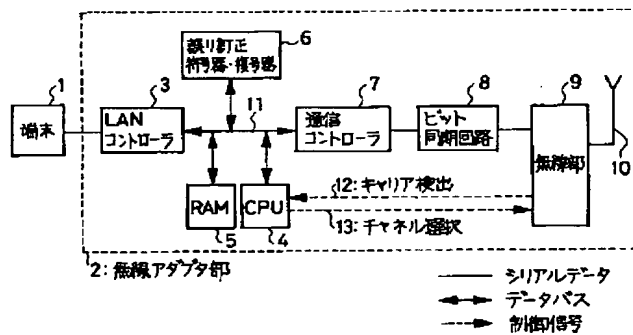 6
誤り訂正
符号器・復号器
1
端末
3
LAN
コントローラ
11
7
通信
コントローラ
8
ビット
同期回路
9
無線部
10
12:キャリア検出
13:チャネル選択
RAM
5
CPU
4
2:無線アダプタ部
シリアルデータ
データバス
制御信号